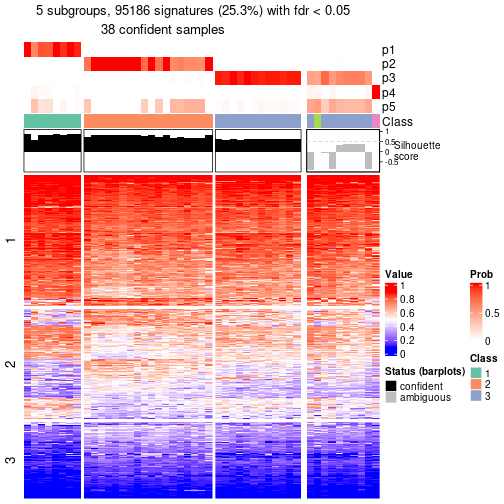 5 subgroups, 95186 signatures (25.3%) with fdr < 0.05
38 confident samples
p1
p2
p3
p4
p5
Class
1
0.5
0
-0.5
Silhouette
score
1
2
3
Value
1
0.8
0.6
0.4
0.2
0
Prob
1
0.5
0
Status (barplots)
confident
ambiguous
Class
1
2
3